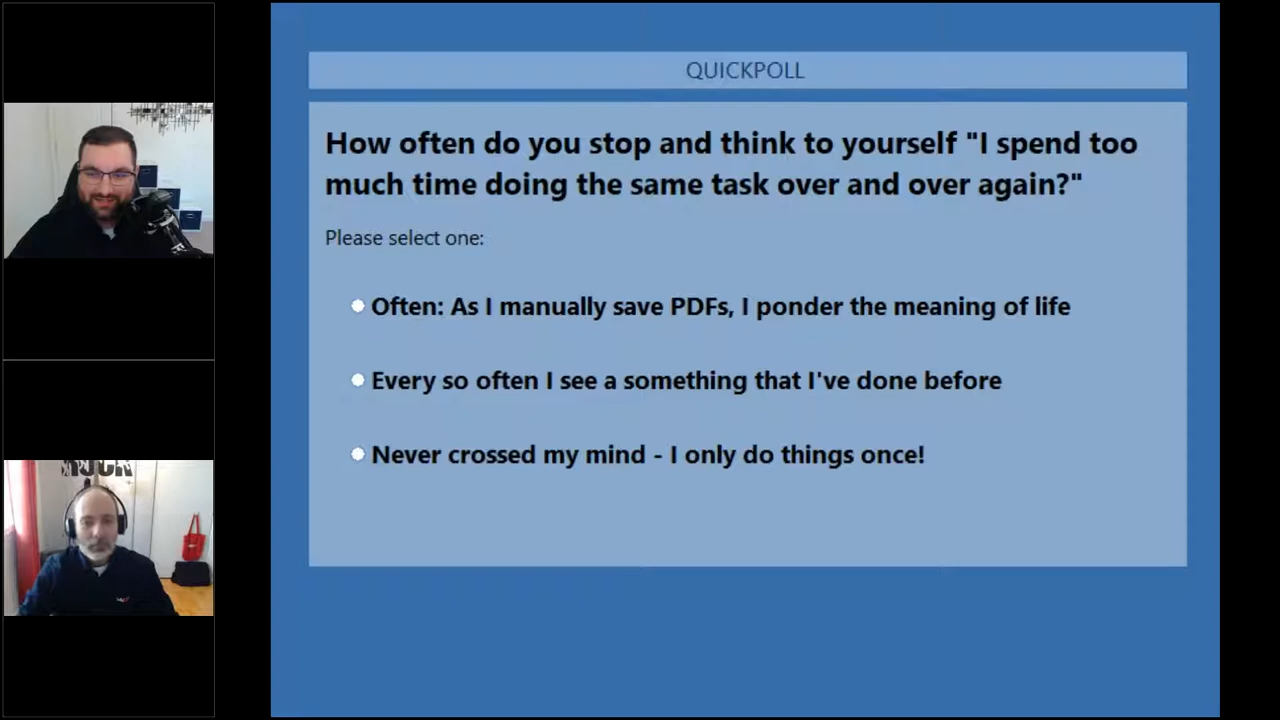 QUICKPOLL
How often do you stop and think to yourself "I spend too
much time doing the same task over and over again?"
Please select one:
Often: As I manually save PDFs, I ponder the meaning of life
Every so often I see a something that I've done before
Never crossed my mind - I only do things once!